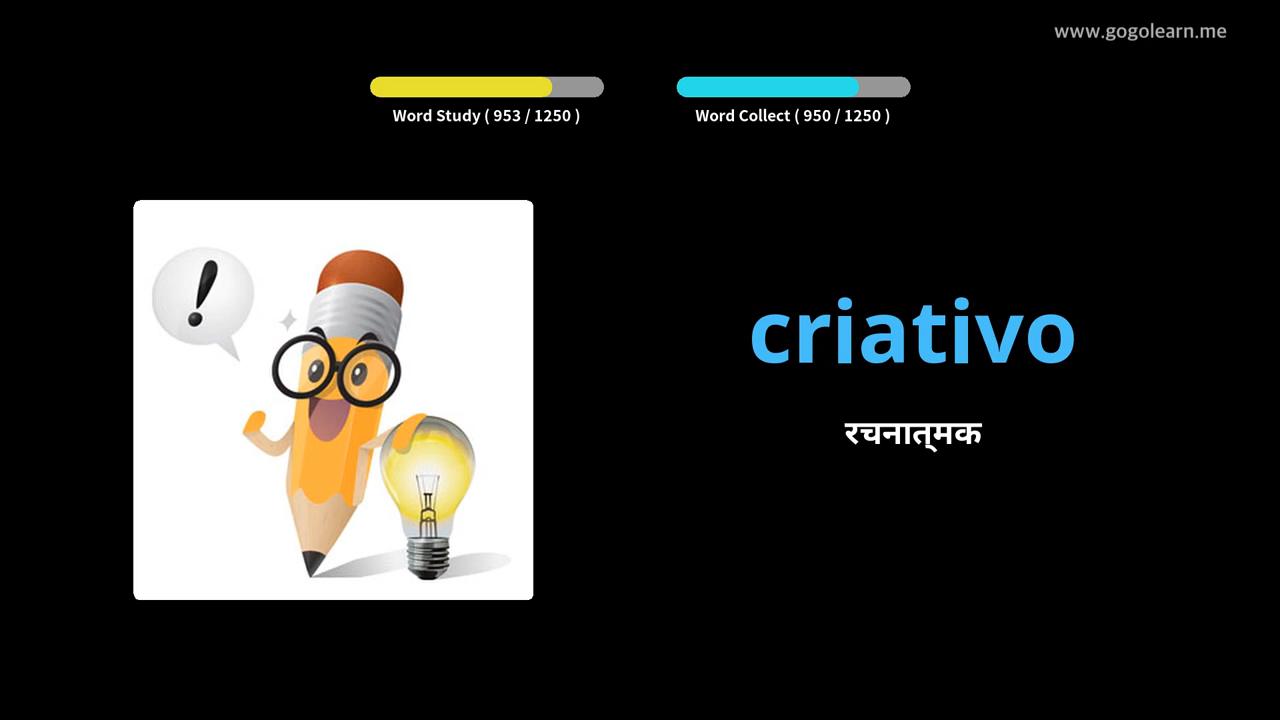 www.gogolearn.me
Word Study ( 953 / 1250 )
Word Collect ( 950 / 1250 )
!
criativo
रचनात्मक